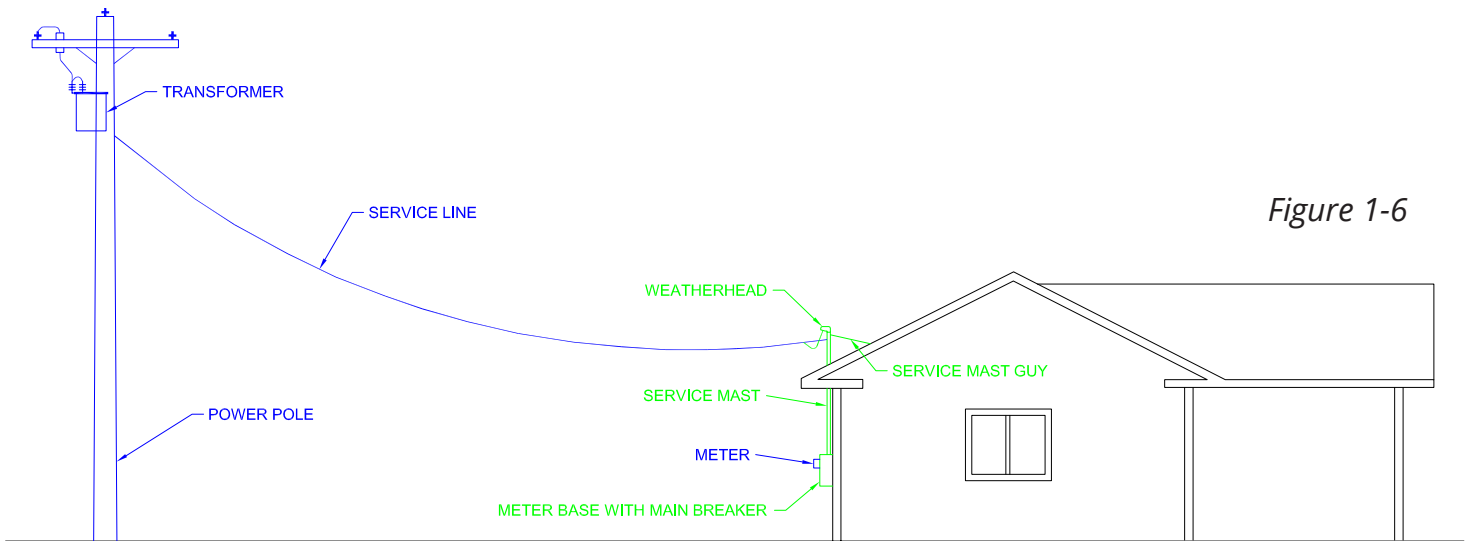 TRANSFORMER
SERVICE LINE
Figure 1-6
WEATHERHEAD
SERVICE MAST GUY
SERVICE MAST
POWER POLE
METER
METER BASE WITH MAIN BREAKER